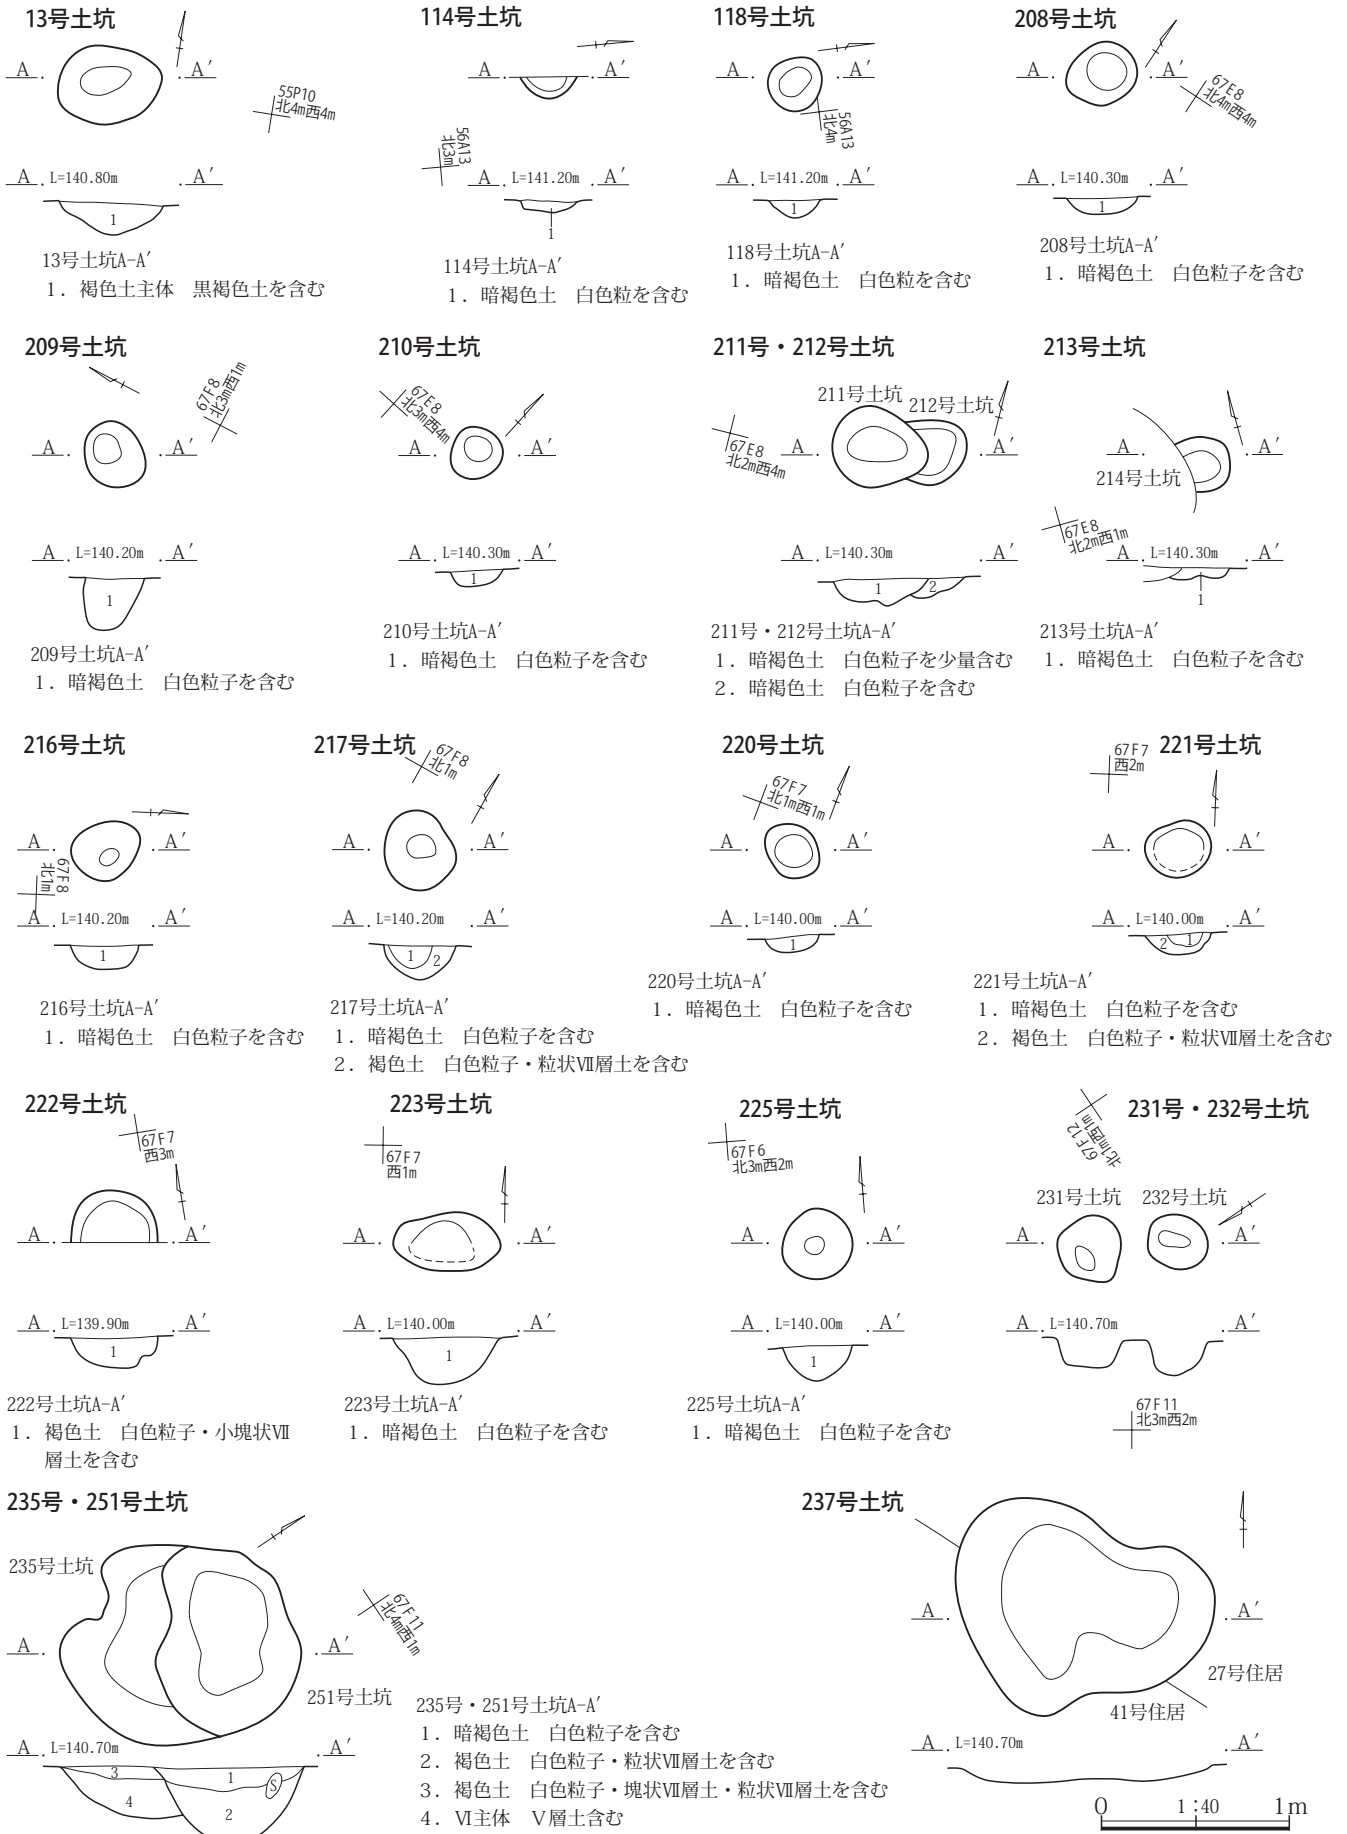 13号土坑
A . . A′
55P10
北4m西4m
A . L=140.80m . A′
1
13号土坑A-A′
1．褐色土主体　黒褐色土を含む
114号土坑
A . . A′
56A13
北3m
A . L=141.20m . A′
1
114号土坑A-A′
1．暗褐色土　白色粒を含む
118号土坑
A . . A′
56A13
北4m
A . L=141.20m . A′
1
118号土坑A-A′
1．暗褐色土　白色粒を含む
208号土坑
A . . A′
67E8
北4m西4m
A . L=140.30m . A′
1
208号土坑A-A′
1．暗褐色土　白色粒子を含む
209号土坑
67F8
北3m西1m
A . . A′
A . L=140.20m . A′
1
209号土坑A-A′
1．暗褐色土　白色粒子を含む
210号土坑
67E8
北3m西4m
A . . A′
A . L=140.30m . A′
1
210号土坑A-A′
1．暗褐色土　白色粒子を含む
211号・212号土坑
211号土坑
212号土坑
67E8
北2m西4m
A . . A′
A . L=140.30m . A′
1
2
211号・212号土坑A-A′
1．暗褐色土　白色粒子を少量含む
2．暗褐色土　白色粒子を含む
213号土坑
A . . A′
214号土坑
67E8
北2m西1m
A . L=140.30m . A′
1
213号土坑A-A′
1．暗褐色土　白色粒子を含む
216号土坑
A . . A′
67F8
北1m
A . L=140.20m . A′
1
216号土坑A-A′
1．暗褐色土　白色粒子を含む
217号土坑
67F8
北1m
A . . A′
A . L=140.20m . A′
1
2
217号土坑A-A′
1．暗褐色土　白色粒子を含む
2．褐色土　白色粒子・粒状Ⅶ層土を含む
220号土坑
67F7
北1m西1m
A . . A′
A . L=140.00m . A′
1
220号土坑A-A′
1．暗褐色土　白色粒子を含む
67F7
西2m
221号土坑
A . . A′
A . L=140.00m . A′
2
1
221号土坑A-A′
1．暗褐色土　白色粒子を含む
2．褐色土　白色粒子・粒状Ⅶ層土を含む
222号土坑
67F7
西3m
A . . A′
A . L=139.90m . A′
1
222号土坑A-A′
1．褐色土　白色粒子・小塊状Ⅶ
層土を含む
223号土坑
67F7
西1m
A . . A′
A . L=140.00m . A′
1
223号土坑A-A′
1．暗褐色土　白色粒子を含む
225号土坑
67F6
北3m西2m
A . . A′
A . L=140.00m . A′
1
225号土坑A-A′
1．暗褐色土　白色粒子を含む
231号・232号土坑
67F12
北1m西1m
231号土坑
232号土坑
A . . A′
A . L=140.70m . A′
67F11
北3m西2m
235号・251号土坑
235号土坑
67F11
北4m西1m
A . . A′
251号土坑
A . L=140.70m . A′
3
1
S
4
2
235号・251号土坑A-A′
1．暗褐色土　白色粒子を含む
2．褐色土　白色粒子・粒状Ⅶ層土を含む
3．褐色土　白色粒子・塊状Ⅶ層土・粒状Ⅶ層土を含む
4．Ⅵ主体　Ⅴ層土含む
237号土坑
A . . A′
27号住居
41号住居
A . L=140.70m . A′
0 1:40 1m